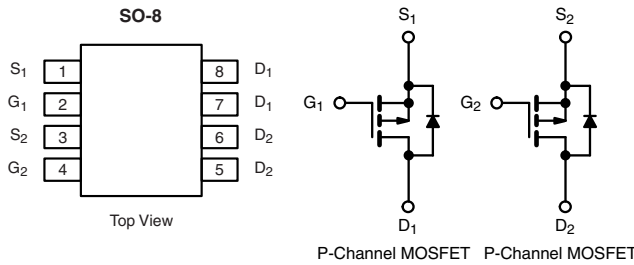 SO-8
S1 1 8 D1
G1 2 7 D1
S2 3 6 D2
G2 4 5 D2
Top View
S1 S2
G1 G2
D1 D2
P-Channel MOSFET P-Channel MOSFET